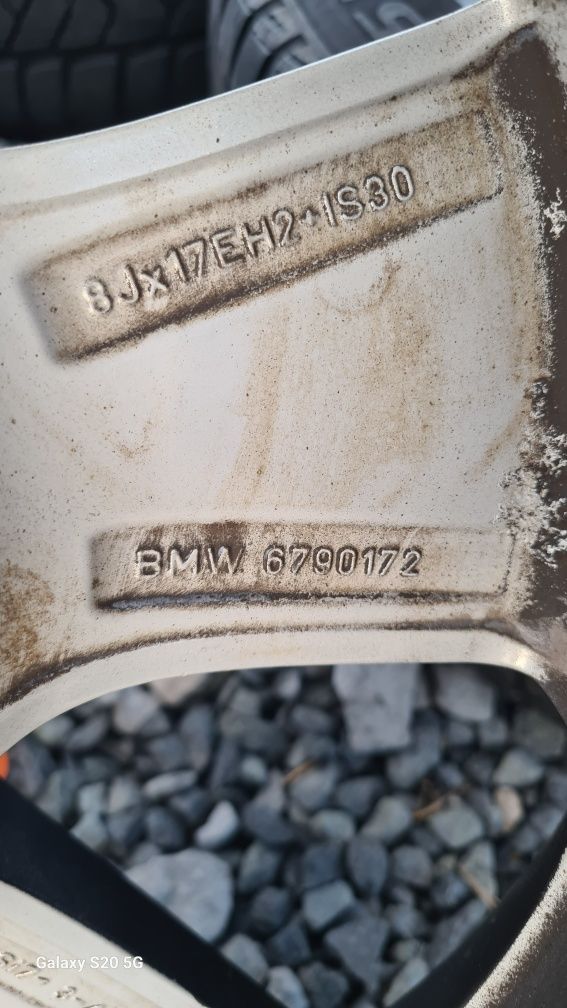 8Jx17EH2+IS30
BMW 6790172
Galaxy S20 5G